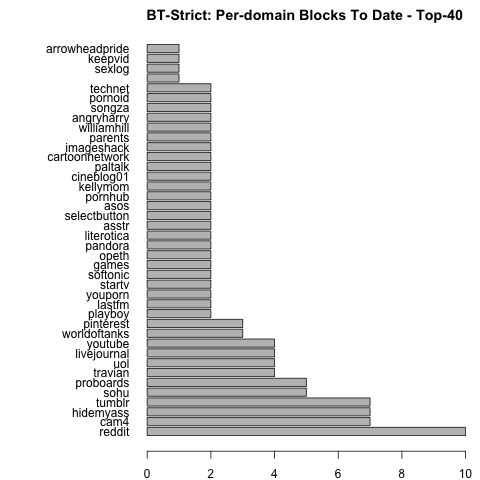 BT-Strict: Per-domain Blocks To Date - Top-40
arrowheadpride
keepvid
sexlog
technet
pornoid
songza
angryharry
williamhill
parents
imageshack
cartoonnetwork
paltalk
cineblog01
kellymom
pornhub
asos
selectbutton
asstr
literotica
pandora
opeth
games
softonic
startv
youporn
lastfm
playboy
pinterest
worldoftanks
youtube
livejournal
uol
travian
proboards
sohu
tumblr
hidemyass
cam4
reddit
0 2 4 6 8 10